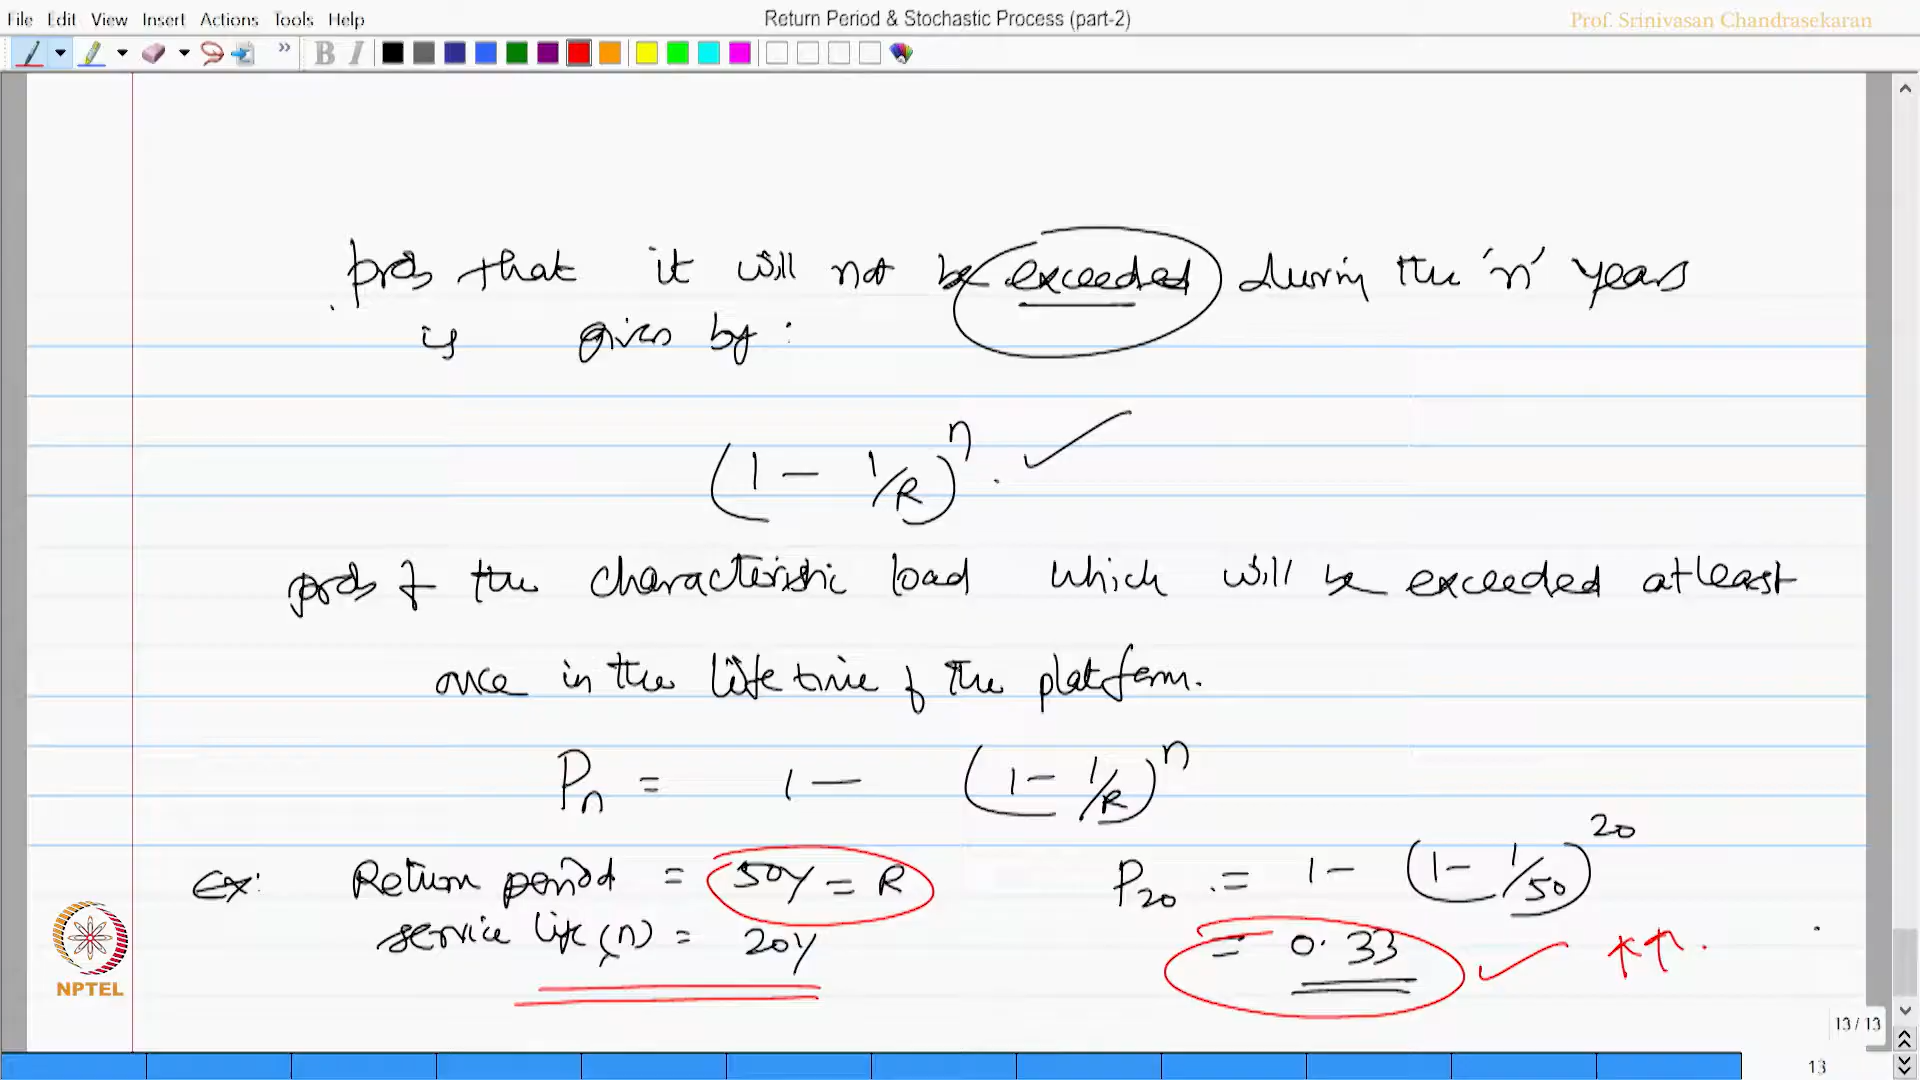 File Edit View Insert Actions Tools Help
Return Period & Stochastic Process (part-2)
Prof. Srinivasan Chandrasekaran
B I
prob that it will not be exceeded during the 'n' years
is given by :
(1 - 1/R)^n.
prob of the characteristic load which will be exceeded atleast
once in the life time of the platform.
Pn = 1 - (1 - 1/R)^n
Ex: Return period = 50y = R
service life (n) = 20y
P20 = 1 - (1 - 1/50)^20
= 0.33
NPTEL
13 / 13
13